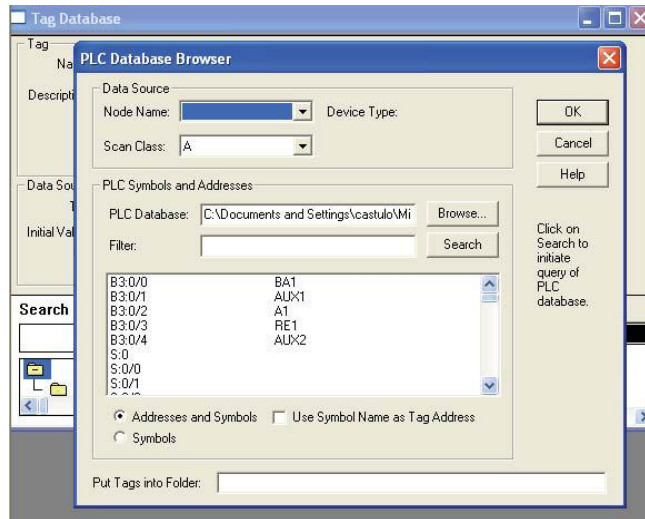 Tag Database
Tag
Na
PLC Database Browser
Descripti
Data Source
Node Name:
Device Type:
OK
Scan Class: A
Cancel
Help
Data Sou
PLC Symbols and Addresses
T
PLC Database: C:\Documents and Settings\castulo\Mi
Browse...
Initial Val
Filter:
Search
Click on
Search to
initiate
query of
PLC
database.
Search
B3:0/0 BA1
B3:0/1 AUX1
B3:0/2 A1
B3:0/3 RE1
B3:0/4 AUX2
S:0
S:0/0
S:0/1
Addresses and Symbols
Use Symbol Name as Tag Address
Symbols
Put Tags into Folder: